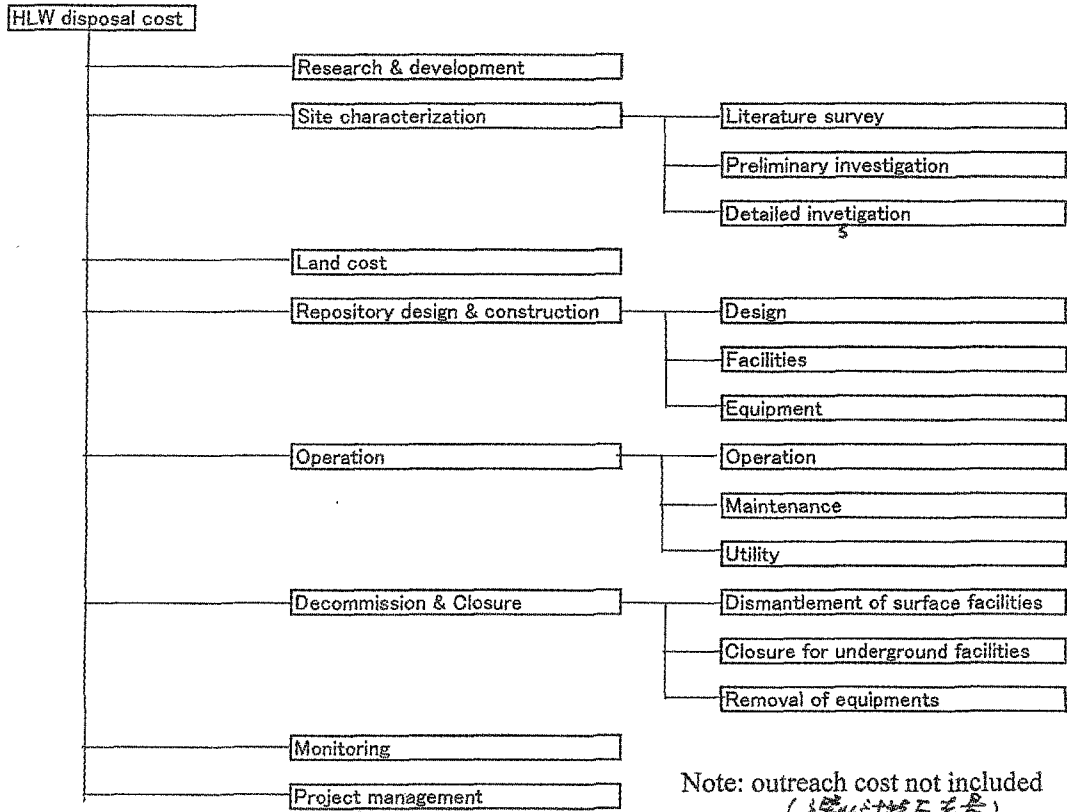 HLW disposal cost
Research & development
Site characterization
Literature survey
Preliminary investigation
Detailed invetigation
s
Land cost
Repository design & construction
Design
Facilities
Equipment
Operation
Operation
Maintenance
Utility
Decommission & Closure
Dismantlement of surface facilities
Closure for underground facilities
Removal of equipments
Monitoring
Project management
Note: outreach cost not included